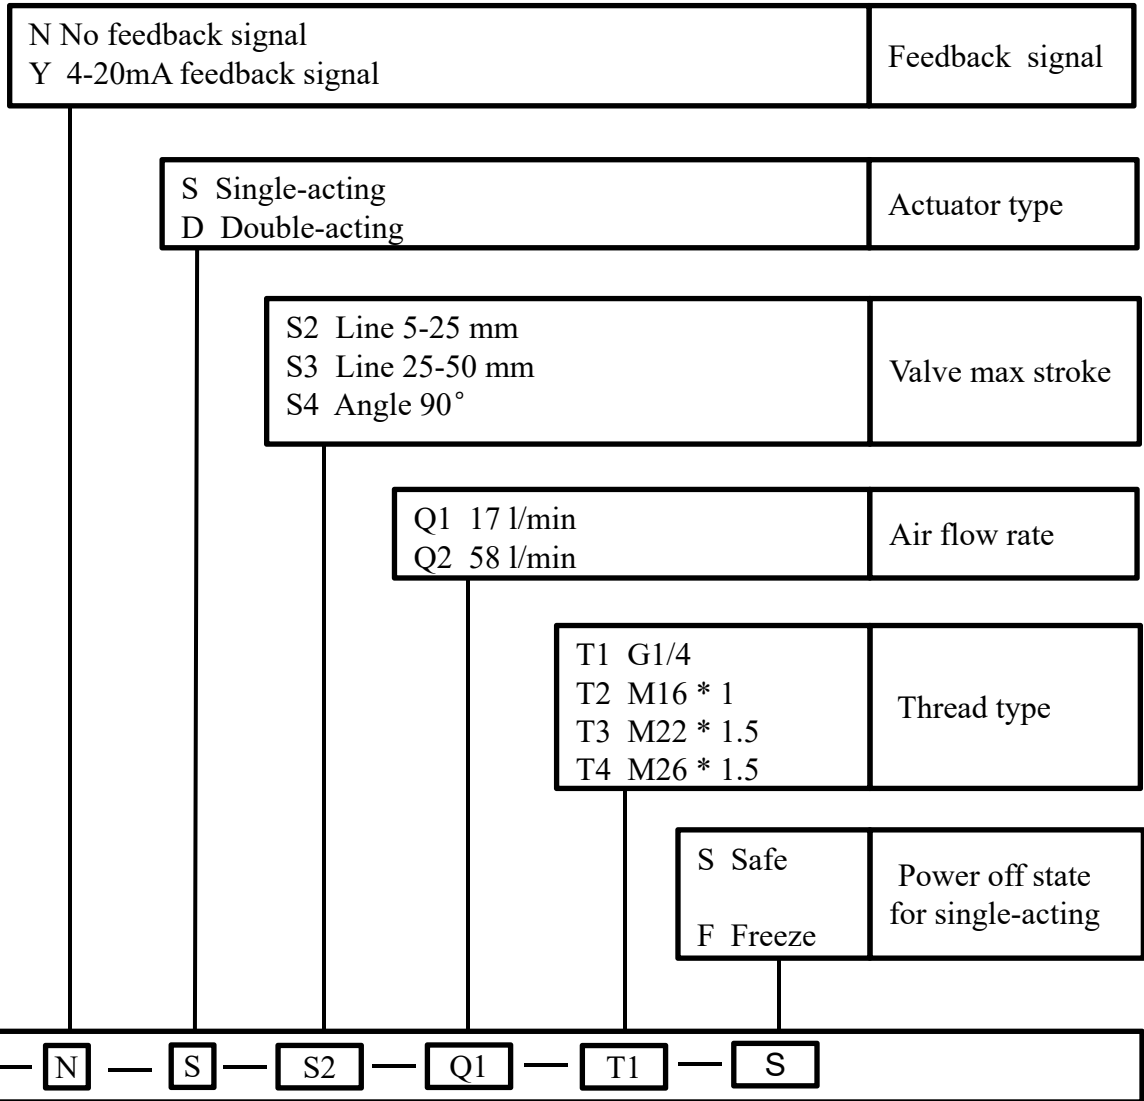 N No feedback signal
Y 4-20mA feedback signal
Feedback signal
S Single-acting
D Double-acting
Actuator type
S2 Line 5-25 mm
S3 Line 25-50 mm
S4 Angle 90°
Valve max stroke
Q1 17 l/min
Q2 58 l/min
Air flow rate
T1 G1/4
T2 M16 * 1
T3 M22 * 1.5
T4 M26 * 1.5
Thread type
S Safe
F Freeze
Power off state
for single-acting
— N — S — S2 — Q1 — T1 — S